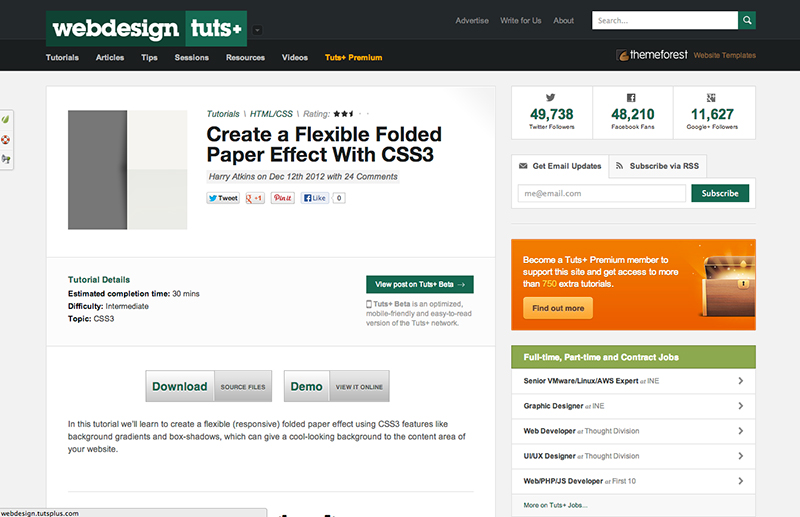 webdesign tuts+
Advertise Write for Us About
Search...
Tutorials Articles Tips Sessions Resources Videos Tuts+ Premium
themeforest Website Templates
Tutorials \ HTML/CSS \ Rating:
Create a Flexible Folded
Paper Effect With CSS3
Harry Atkins on Dec 12th 2012 with 24 Comments
Tweet +1 Pin it Like 0
Tutorial Details
Estimated completion time: 30 mins
Difficulty: Intermediate
Topic: CSS3
View post on Tuts+ Beta →
Tuts+ Beta is an optimized,
mobile-friendly and easy-to-read
version of the Tuts+ network.
Download SOURCE FILES
Demo VIEW IT ONLINE
In this tutorial we'll learn to create a flexible (responsive) folded paper effect using CSS3 features like
background gradients and box-shadows, which can give a cool-looking background to the content area of
your website.
49,738 48,210 11,627
Twitter Followers Facebook Fans Google+ Followers
Get Email Updates Subscribe via RSS
me@email.com Subscribe
Become a Tuts+ Premium member to
support this site and get access to more
than 750 extra tutorials.
Find out more
Full-time, Part-time and Contract Jobs
Senior VMware/Linux/AWS Expert at INE
Graphic Designer at INE
Web Developer at Thought Division
UI/UX Designer at Thought Division
Web/PHP/JS Developer at First 10
More on Tuts+ Jobs...
webdesign.tutsplus.com